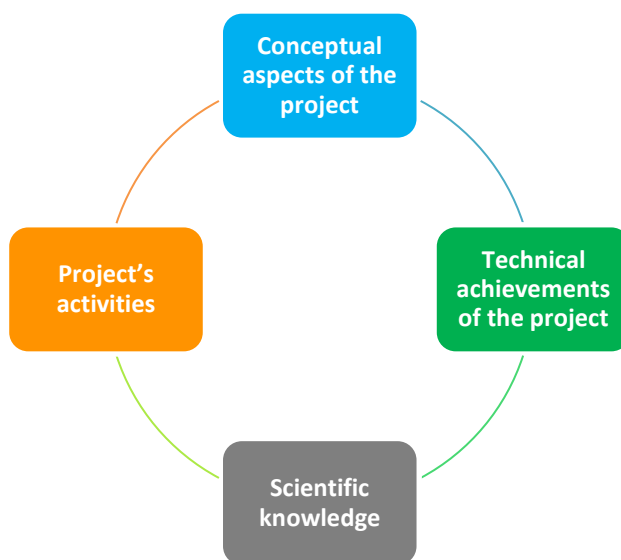 Conceptual
aspects of the
project
Project’s
activities
Technical
achievements
of the project
Scientific
knowledge